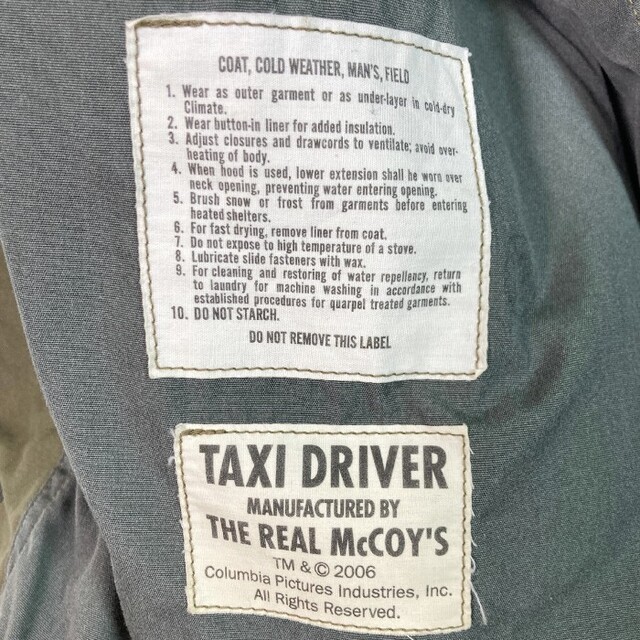 COAT, COLD WEATHER, MAN'S, FIELD
1. Wear as outer garment or as under-layer in cold-dry
Climate.
2. Wear button-in liner for added insulation.
3. Adjust closures and drawcords to ventilate; avoid over-
heating of body.
4. When hood is used, lower extension shall he worn over
neck opening, preventing water entering opening.
5. Brush snow or frost from garments before entering
heated shelters.
6. For fast drying, remove liner from coat.
7. Do not expose to high temperature of a stove.
8. Lubricate slide fasteners with wax.
9. For cleaning and restoring of water repellency, return
to laundry for machine washing in accordance with
established procedures for quarpel treated garments.
10. DO NOT STARCH.
DO NOT REMOVE THIS LABEL
TAXI DRIVER
MANUFACTURED BY
THE REAL McCOY'S
TM & © 2006
Columbia Pictures Industries, Inc.
All Rights Reserved.